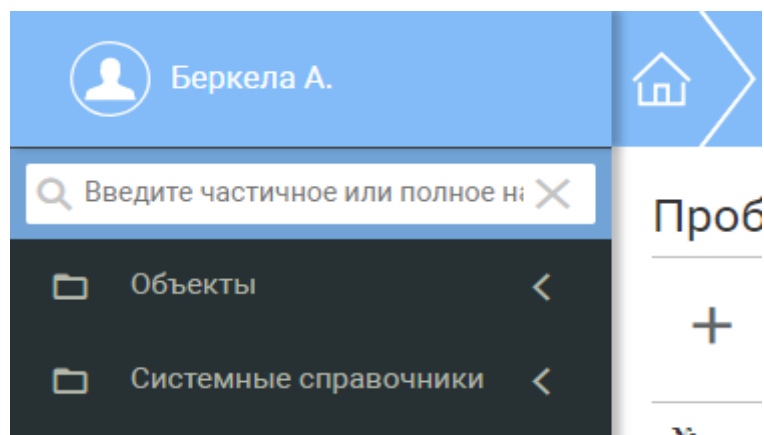 Беркела А.
Введите частичное или полное на
Проб
Объекты
Системные справочники